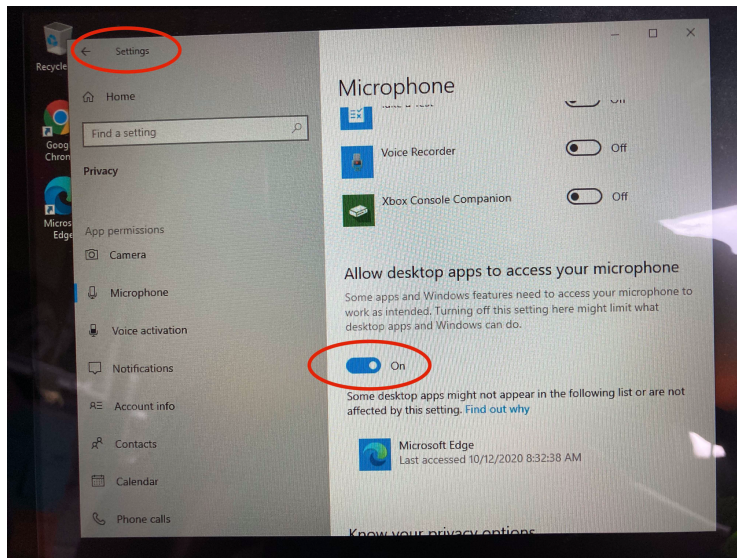 Recycle
Goog
Chron
Micros
Edge
Settings
Home
Find a setting
Privacy
App permissions
Camera
Microphone
Voice activation
Notifications
Account info
Contacts
Calendar
Phone calls
Microphone
Voice Recorder
Off
Xbox Console Companion
Off
Allow desktop apps to access your microphone
Some apps and Windows features need to access your microphone to
work as intended. Turning off this setting here might limit what
desktop apps and Windows can do.
On
Some desktop apps might not appear in the following list or are not
affected by this setting. Find out why
Microsoft Edge
Last accessed 10/12/2020 8:32:38 AM
Know your privacy options